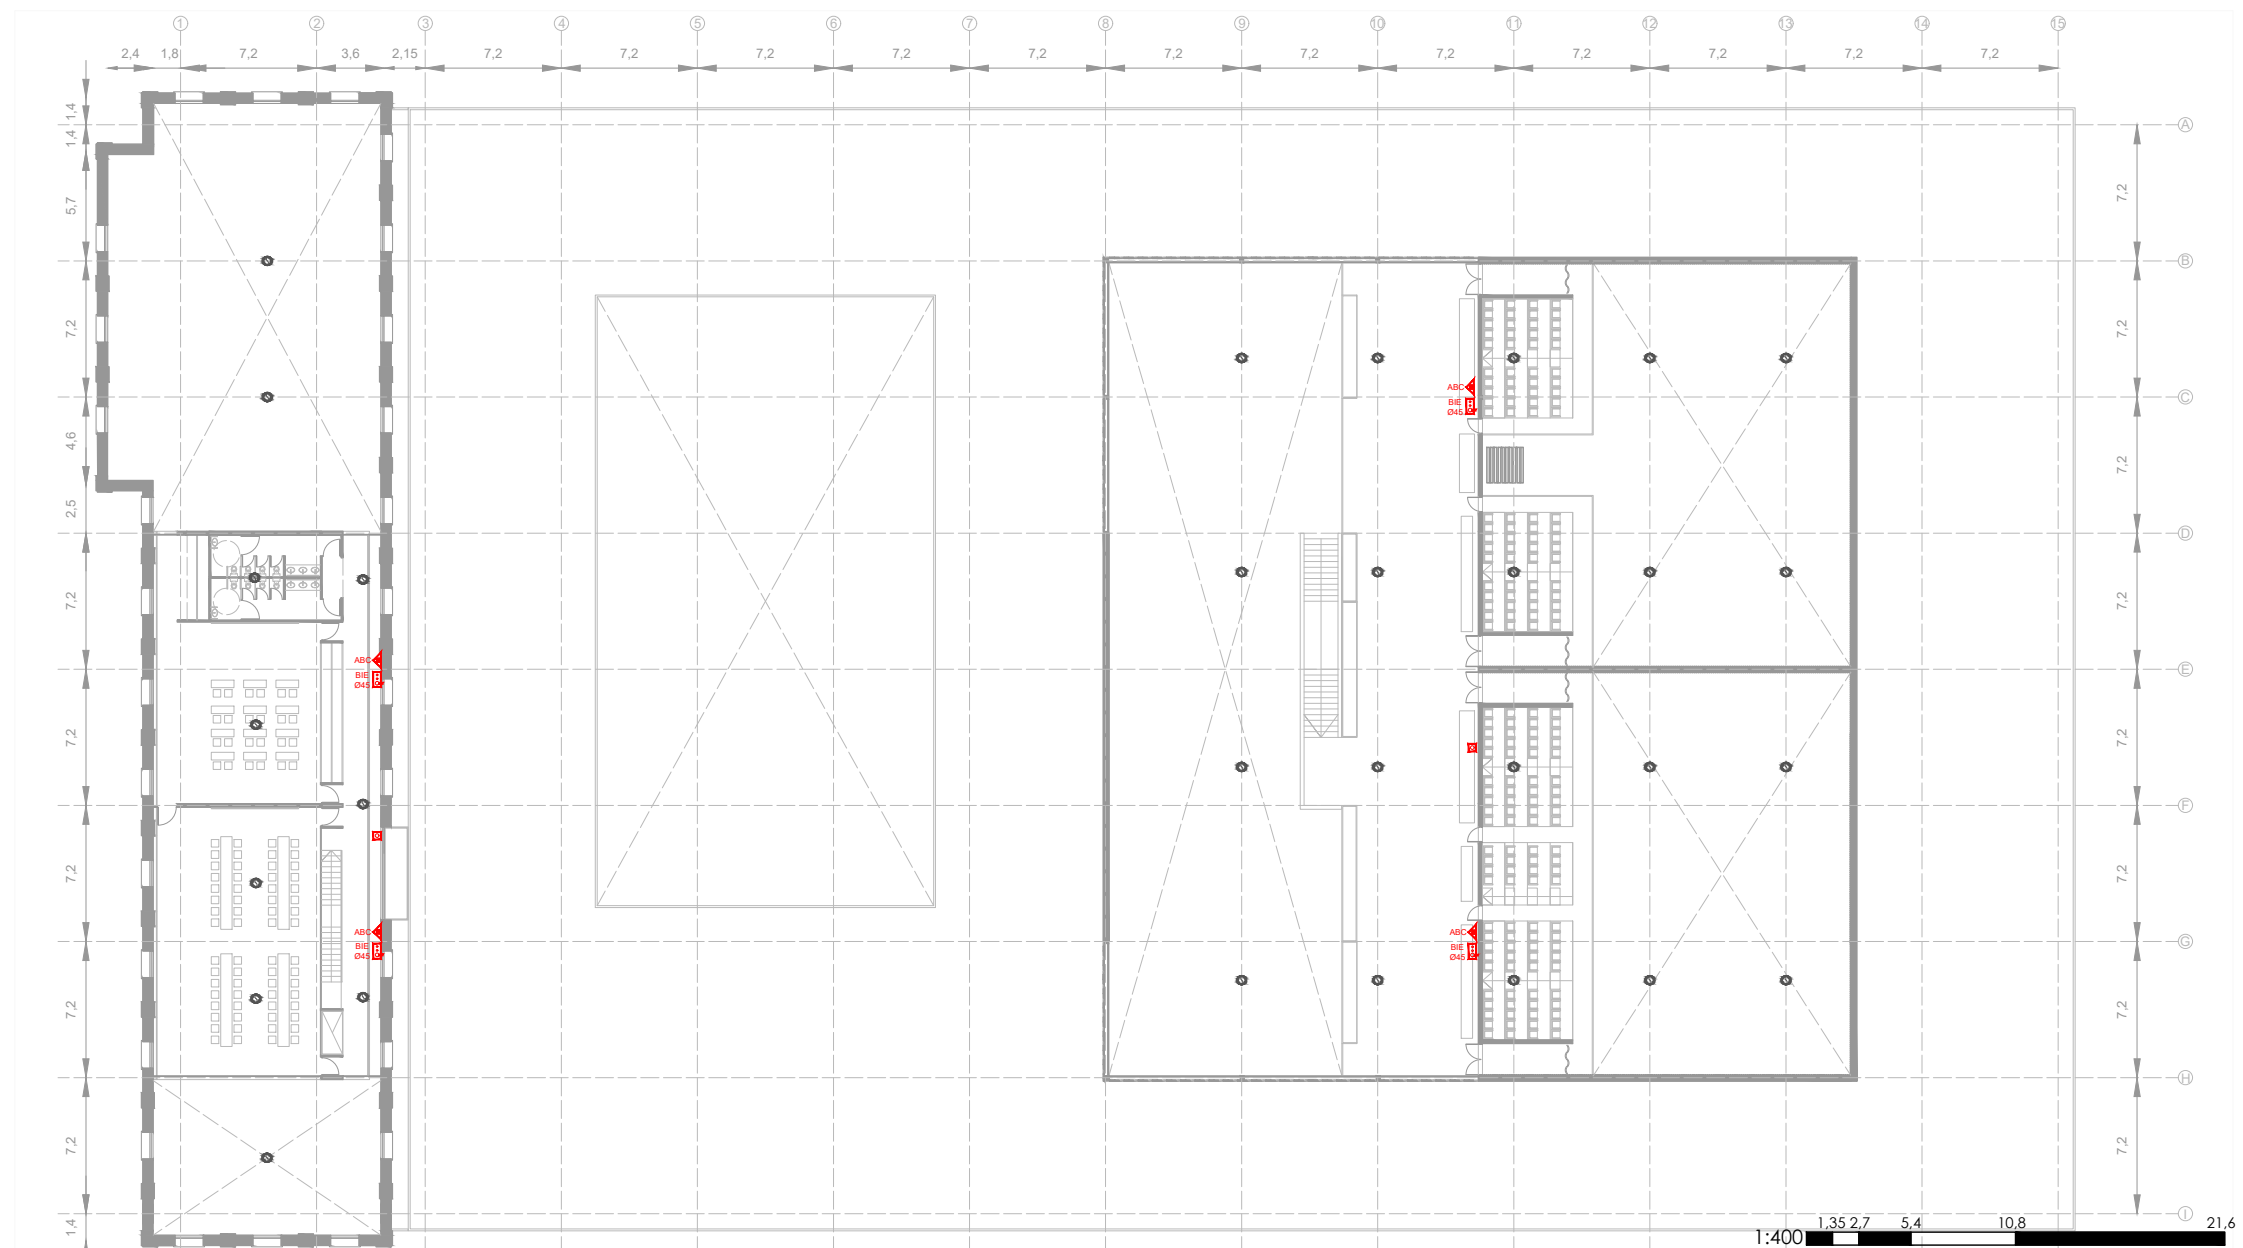 1 2 3 4 5 6 7 8 9 10 11 12 13 14 15
2,4 1,8 7,2 3,6 2,15 7,2 7,2 7,2 7,2 7,2 7,2 7,2 7,2 7,2 7,2 7,2 7,2
1,4
A
1,4
5,7
7,2
B
7,2
7,2
ABC
C
BIE
Ø45
4,6
7,2
2,5
D
7,2
7,2
ABC
E
BIE
Ø45
7,2
7,2
F
7,2
7,2
ABC
ABC
G
BIE
Ø45
BIE
Ø45
7,2
7,2
H
7,2
7,2
I
1,4
1:400
1,35 2,7 5,4 10,8 21,6